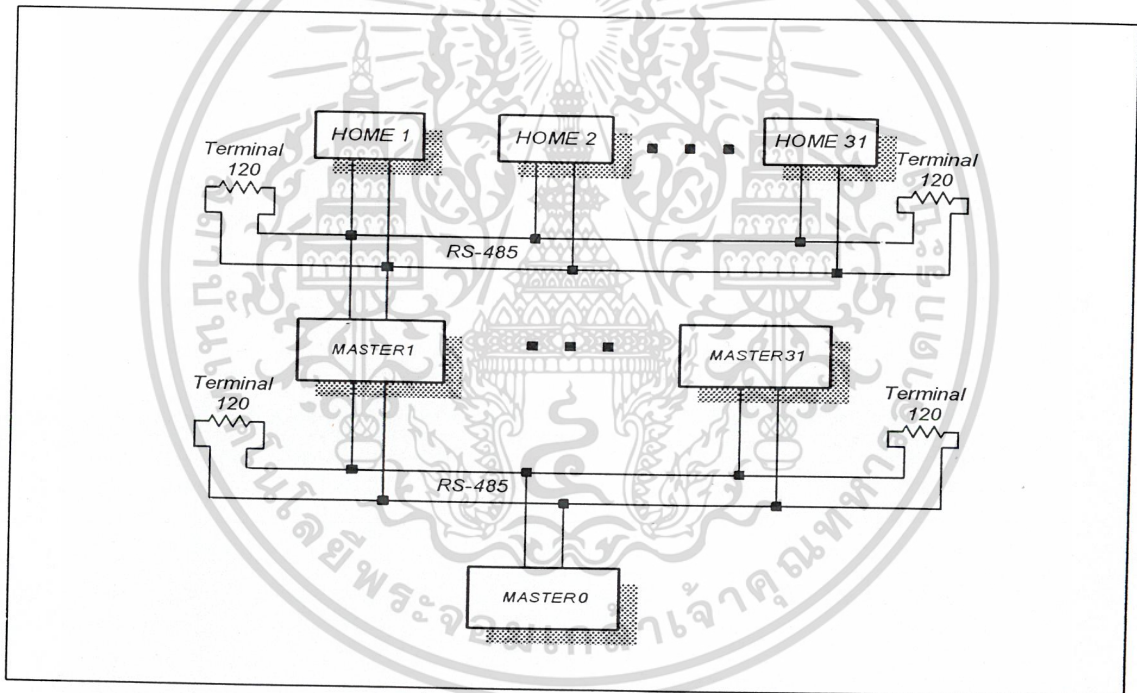 HOME 1
HOME 2
HOME 31
Terminal
120
Terminal
120
RS-485
MASTER1
MASTER31
Terminal
120
Terminal
120
RS-485
MASTER0